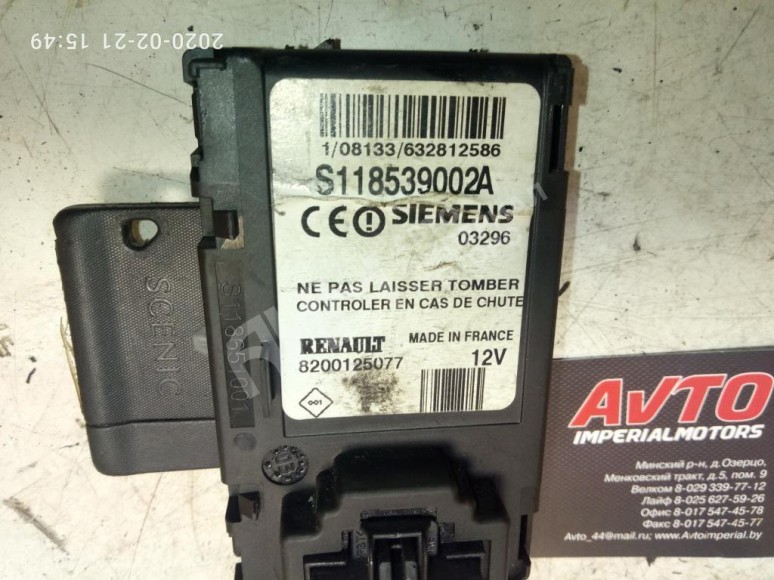 2020-02-21 15:49
1/08133/632812586
S118539002A
CE SIEMENS
03296
NE PAS LAISSER TOMBER
CONTROLER EN CAS DE CHUTE
RENAULT MADE IN FRANCE
8200125077 12V
001
SCENIC
S118650001
AVTO
IMPERIALMOTORS
Минский р-н, д.Озерцо,
Менковский тракт, д.5, пом. 9
Велком 8-029 339-77-12
Лайф 8-025 627-59-26
Офис 8-017 547-45-78
Факс 8-017 547-45-77
Avto_44@mail.ru; www.Avtoimperial.by